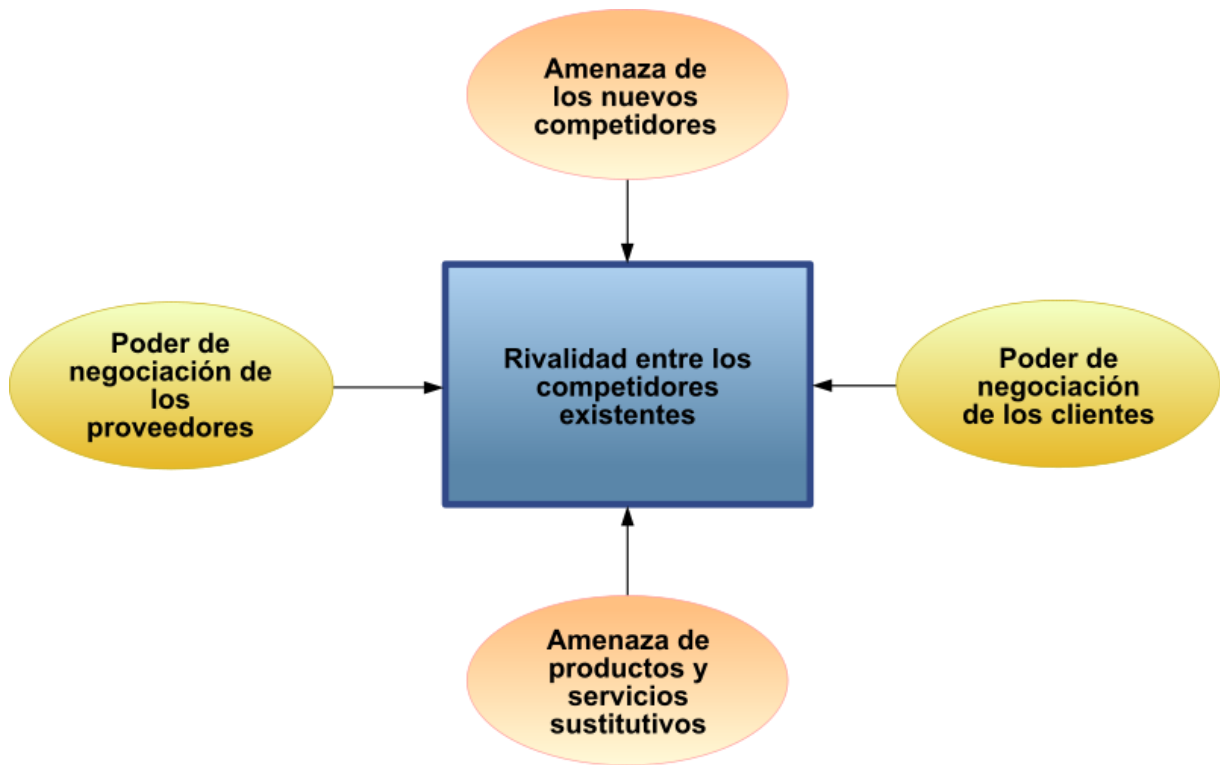 Amenaza de
los nuevos
competidores
Poder de
negociación de
los
proveedores
Rivalidad entre los
competidores
existentes
Poder de
negociación
de los clientes
Amenaza de
productos y
servicios
sustitutivos